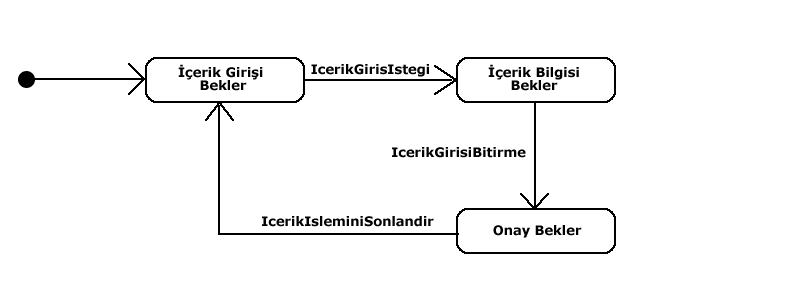 İçerik Girişi
Bekler
IcerikGirisIstegi
İçerik Bilgisi
Bekler
IcerikGirisiBitirme
IcerikIsleminiSonlandir
Onay Bekler